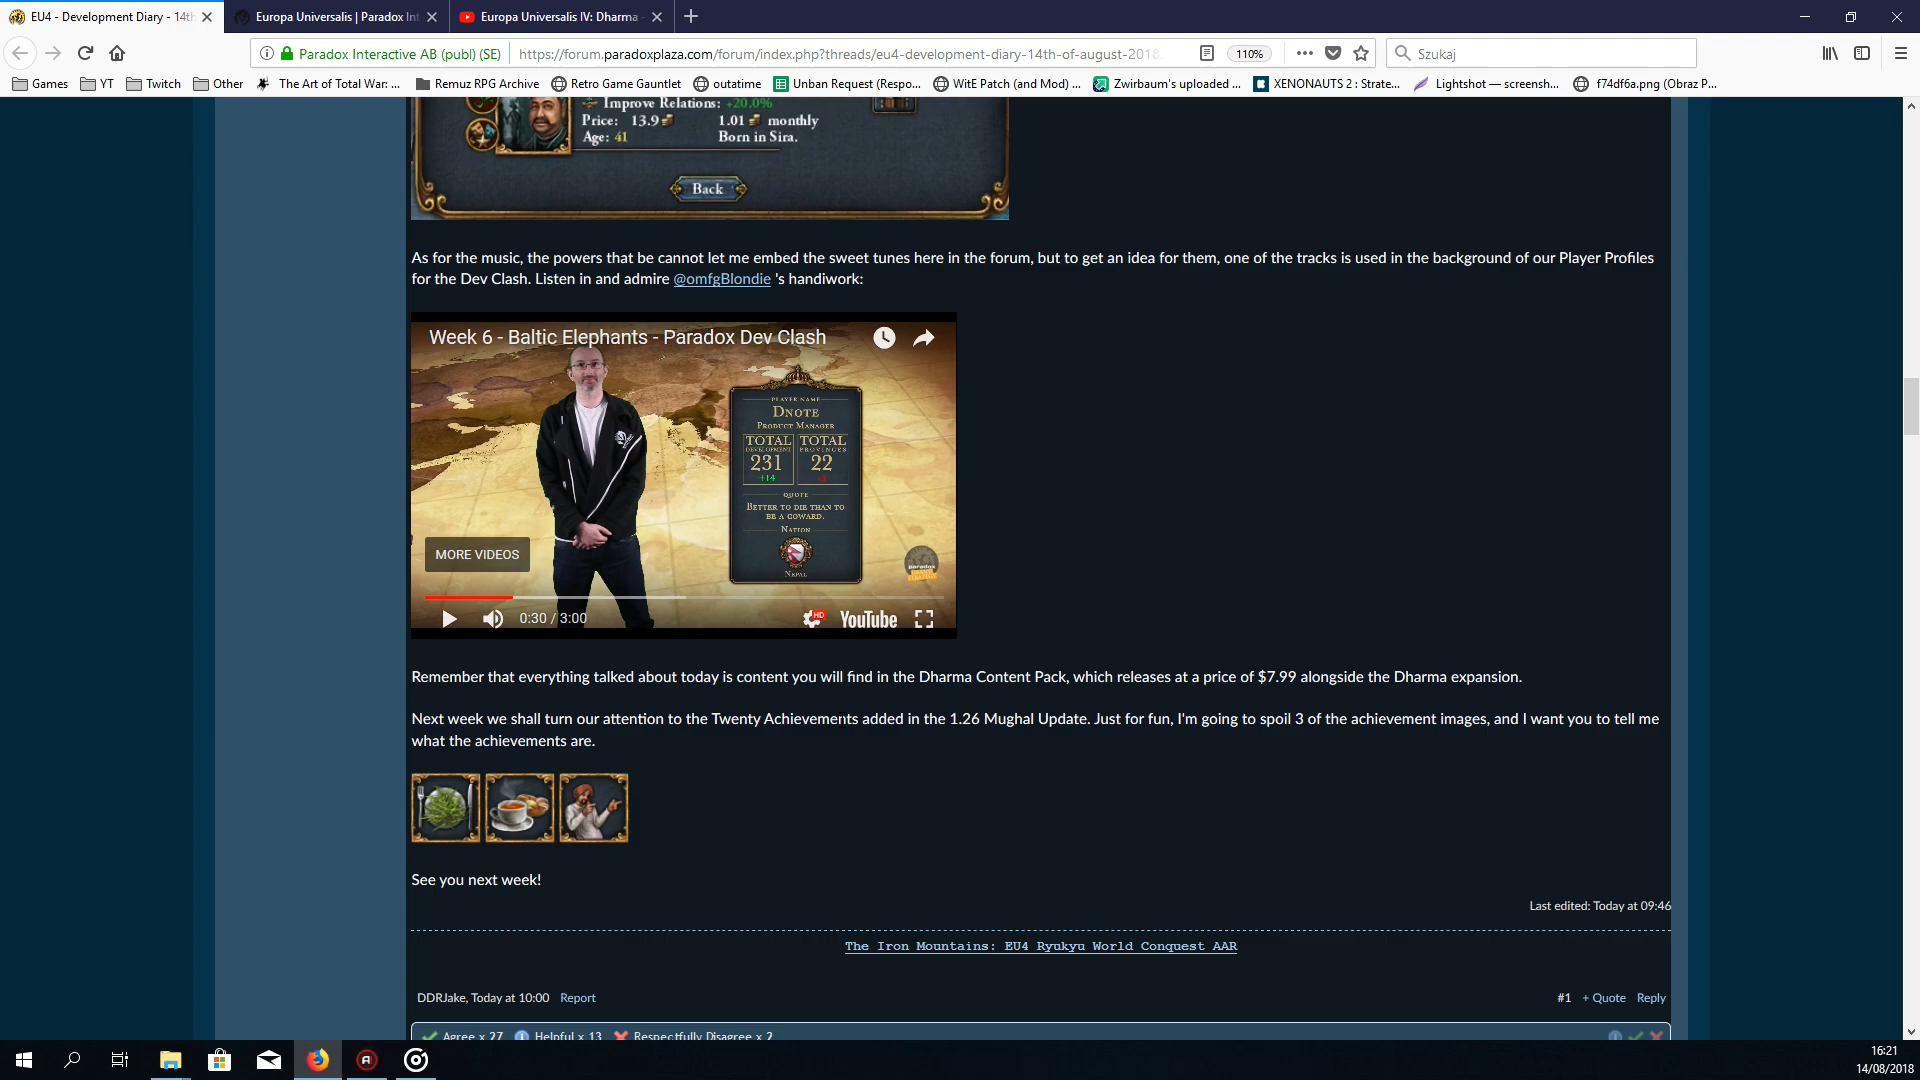 EU4 - Development Diary - 14th
Europa Universalis | Paradox Int
Europa Universalis IV: Dharma -
Paradox Interactive AB (publ) (SE)
https://forum.paradoxplaza.com/forum/index.php?threads/eu4-development-diary-14th-of-august-2018.
110%
Szukaj
Games
YT
Twitch
Other
The Art of Total War: ...
Remuz RPG Archive
Retro Game Gauntlet
outatime
Unban Request (Respo...
WitE Patch (and Mod) ...
Zwirbaum's uploaded ...
XENONAUTS 2 : Strate...
Lightshot — screensh...
f74df6a.png (Obraz P...
Improve Relations: +20.0%
Price: 13.9 1.01 monthly
Age: 41 Born in Sira.
Back
As for the music, the powers that be cannot let me embed the sweet tunes here in the forum, but to get an idea for them, one of the tracks is used in the background of our Player Profiles
for the Dev Clash. Listen in and admire @omfgBlondie 's handiwork:
Week 6 - Baltic Elephants - Paradox Dev Clash
PLAYER NAME
DNOTE
PRODUCT MANAGER
TOTAL TOTAL
DEVELOPMENT PROVINCES
231 22
+14
QUOTE
BETTER TO DIE THAN TO
BE A COWARD.
NATION
NEPAL
MORE VIDEOS
0:30 / 3:00
HD
YouTube
Remember that everything talked about today is content you will find in the Dharma Content Pack, which releases at a price of $7.99 alongside the Dharma expansion.
Next week we shall turn our attention to the Twenty Achievements added in the 1.26 Mughal Update. Just for fun, I'm going to spoil 3 of the achievement images, and I want you to tell me
what the achievements are.
See you next week!
Last edited: Today at 09:46
The Iron Mountains: EU4 Ryukyu World Conquest AAR
DDRJake, Today at 10:00 Report
#1 + Quote Reply
Agree x 27 Helpful x 13 Respectfully Disagree x 2
16:21
14/08/2018